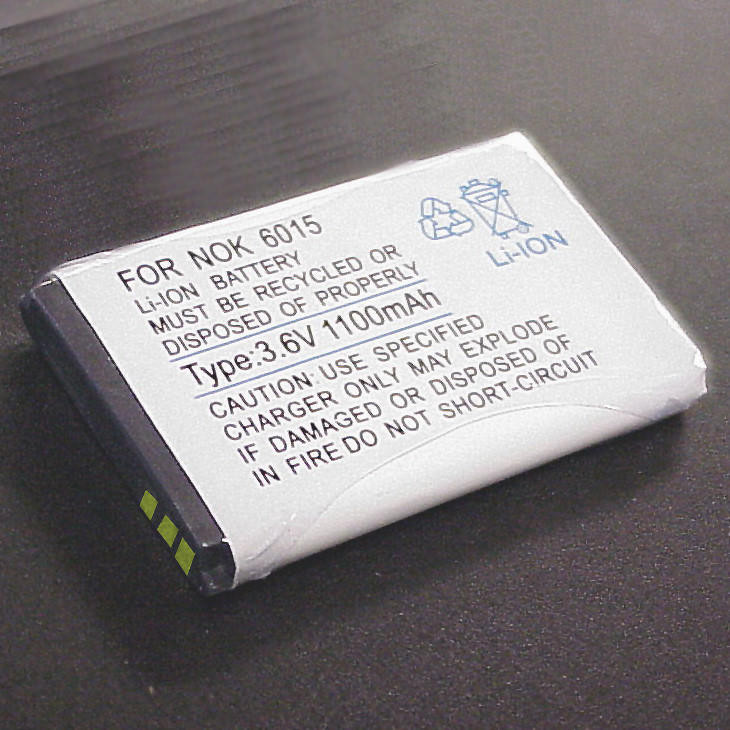 FOR NOK 6015
Li-ION BATTERY
MUST BE RECYCLED OR
DISPOSED OF PROPERLY
Type:3.6V 1100mAh
CAUTION: USE SPECIFIED
CHARGER ONLY MAY EXPLODE
IF DAMAGED OR DISPOSED OF
IN FIRE DO NOT SHORT-CIRCUIT
Li-ION